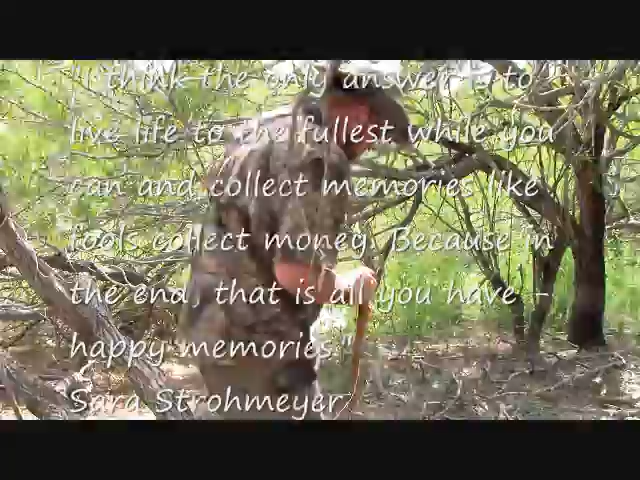 "I think the only answer is to
live life to the fullest while you
can and collect memories like
fools collect money. Because in
the end, that is all you have -
happy memories."
Sara Strohmeyer